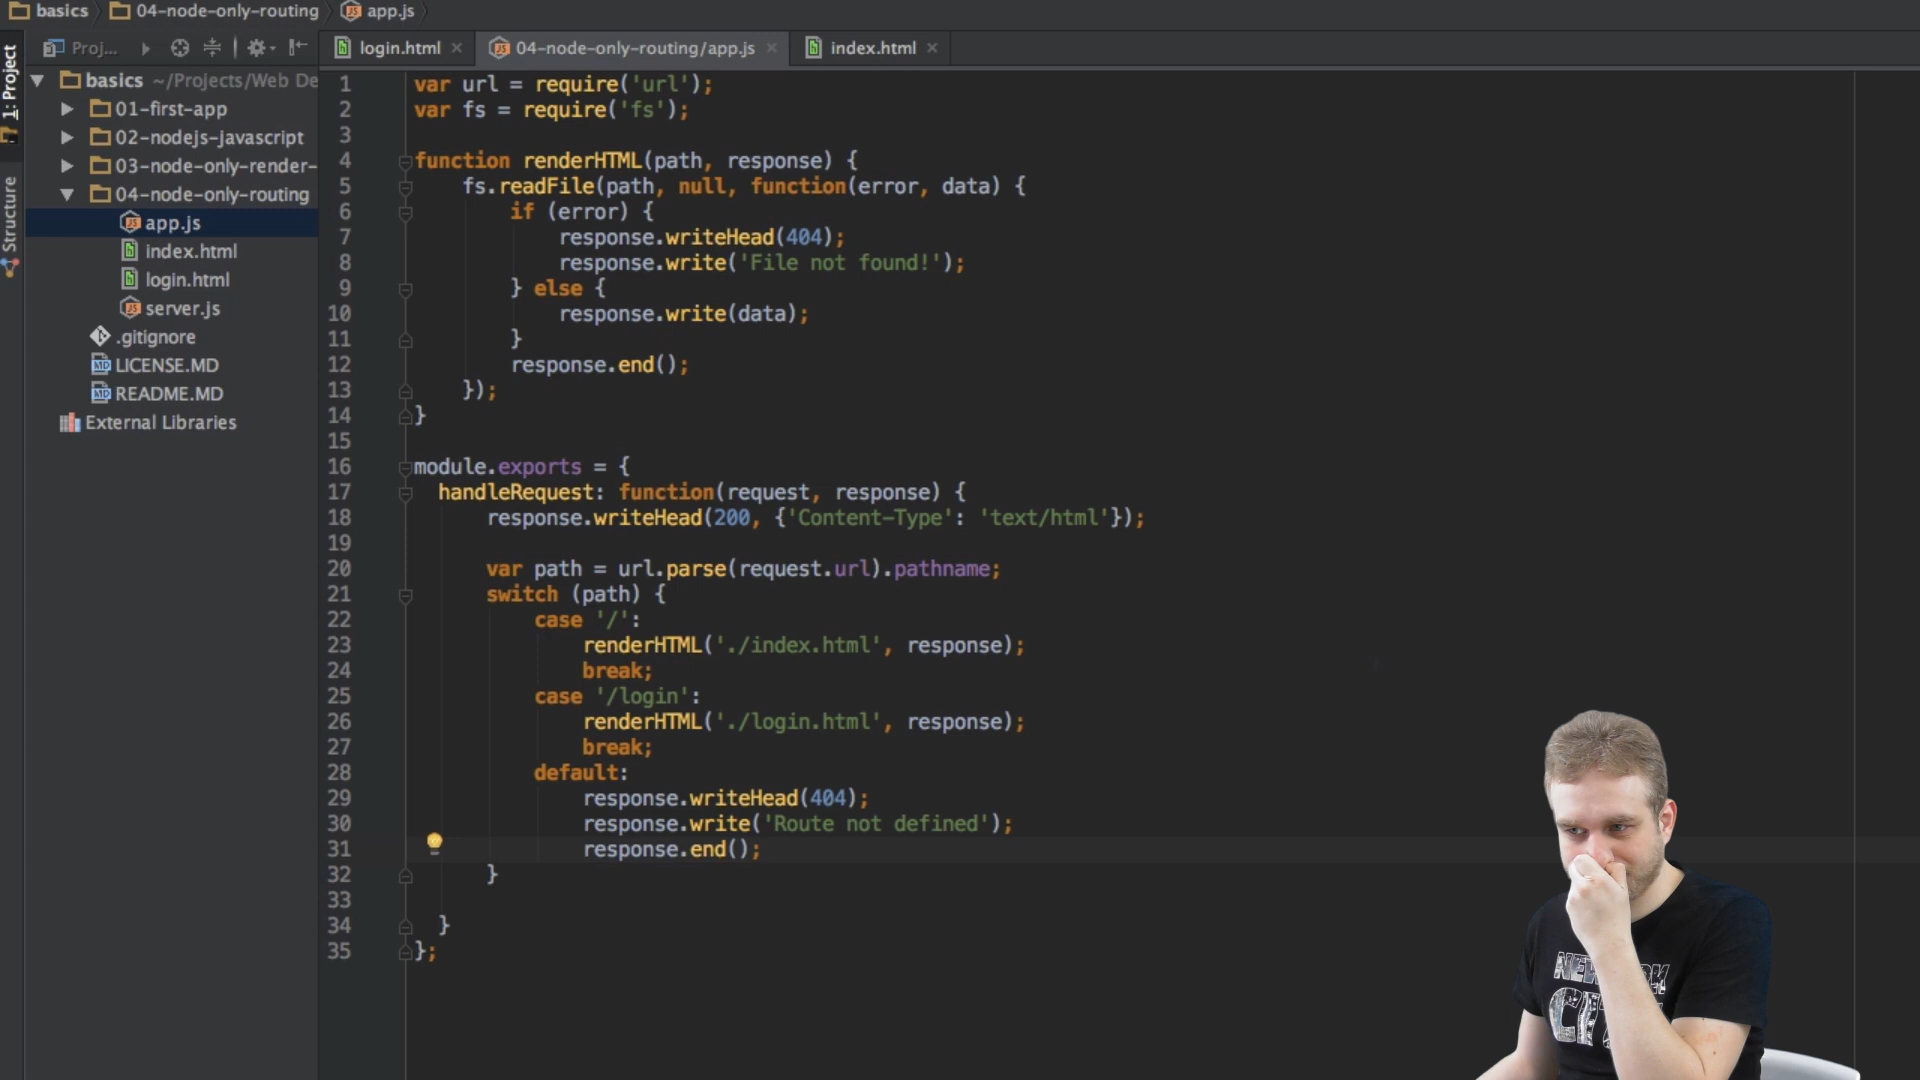 basics 04-node-only-routing app.js
Proj...
login.html 04-node-only-routing/app.js index.html
1: Project
Structure
basics ~/Projects/Web De
01-first-app
02-nodejs-javascript
03-node-only-render-
04-node-only-routing
app.js
index.html
login.html
server.js
.gitignore
LICENSE.MD
README.MD
External Libraries
1 var url = require('url');
2 var fs = require('fs');
3
4 function renderHTML(path, response) {
5 fs.readFile(path, null, function(error, data) {
6 if (error) {
7 response.writeHead(404);
8 response.write('File not found!');
9 } else {
10 response.write(data);
11 }
12 response.end();
13 });
14 }
15
16 module.exports = {
17 handleRequest: function(request, response) {
18 response.writeHead(200, {'Content-Type': 'text/html'});
19
20 var path = url.parse(request.url).pathname;
21 switch (path) {
22 case '/':
23 renderHTML('./index.html', response);
24 break;
25 case '/login':
26 renderHTML('./login.html', response);
27 break;
28 default:
29 response.writeHead(404);
30 response.write('Route not defined');
31 response.end();
32 }
33
34 }
35 };